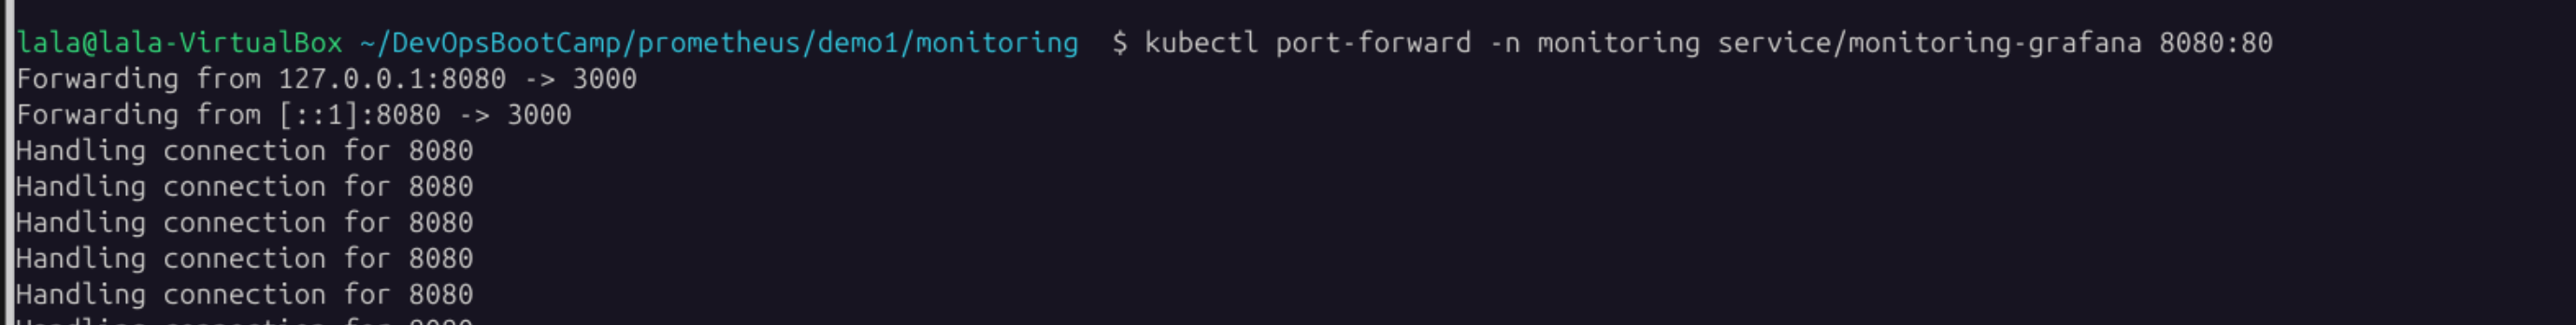 lala@lala-VirtualBox ~/DevOpsBootCamp/prometheus/demo1/monitoring $ kubectl port-forward -n monitoring service/monitoring-grafana 8080:80
Forwarding from 127.0.0.1:8080 -> 3000
Forwarding from [::1]:8080 -> 3000
Handling connection for 8080
Handling connection for 8080
Handling connection for 8080
Handling connection for 8080
Handling connection for 8080